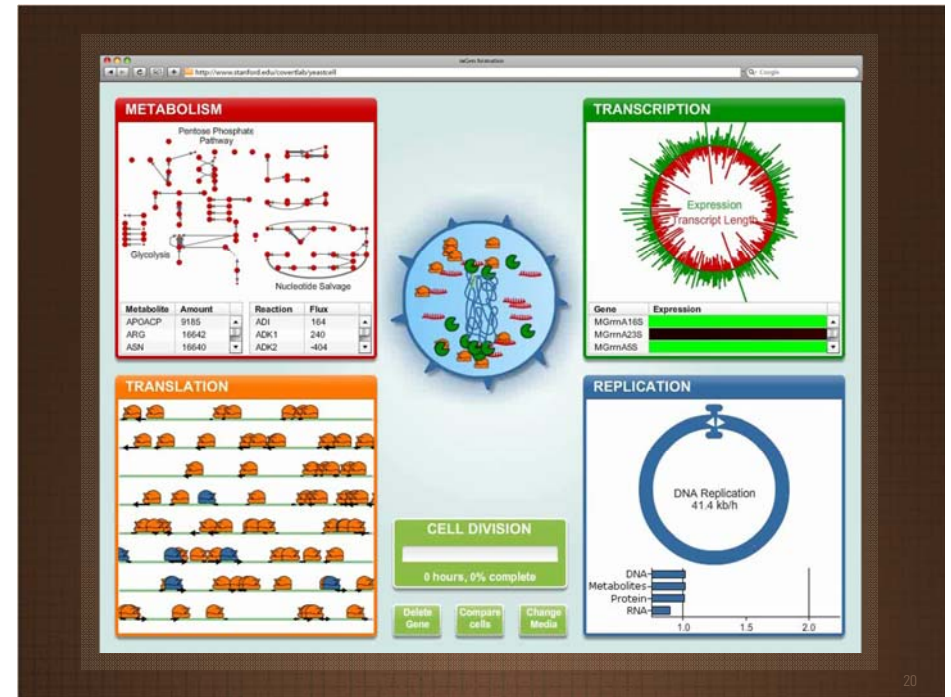 http://www.stanford.edu/covertlab/yeastcell
Google
METABOLISM
Pentose Phosphate
Pathway
Glycolysis
Nucleotide Salvage
Metabolite Amount
APOACP 9185
ARG 16642
ASN 16640
Reaction Flux
ADI 164
ADK1 240
ADK2 -404
TRANSCRIPTION
Expression
Transcript Length
Gene Expression
MGrrnA16S
MGrrnA23S
MGrrnA5S
TRANSLATION
CELL DIVISION
0 hours, 0% complete
Delete
Gene
Compare
cells
Change
Media
REPLICATION
DNA Replication
41.4 kb/h
DNA
Metabolites
Protein
RNA
1.0 1.5 2.0
20